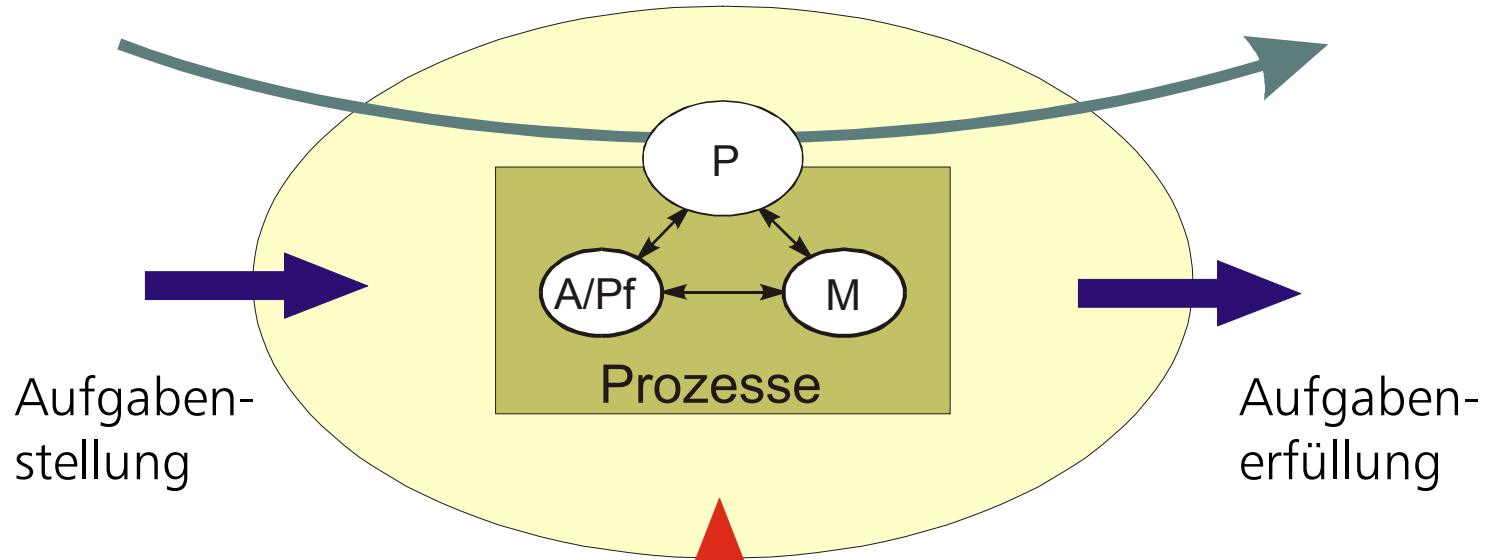 P
A/Pf
M
Prozesse
Aufgaben-
stellung
Aufgaben-
erfüllung